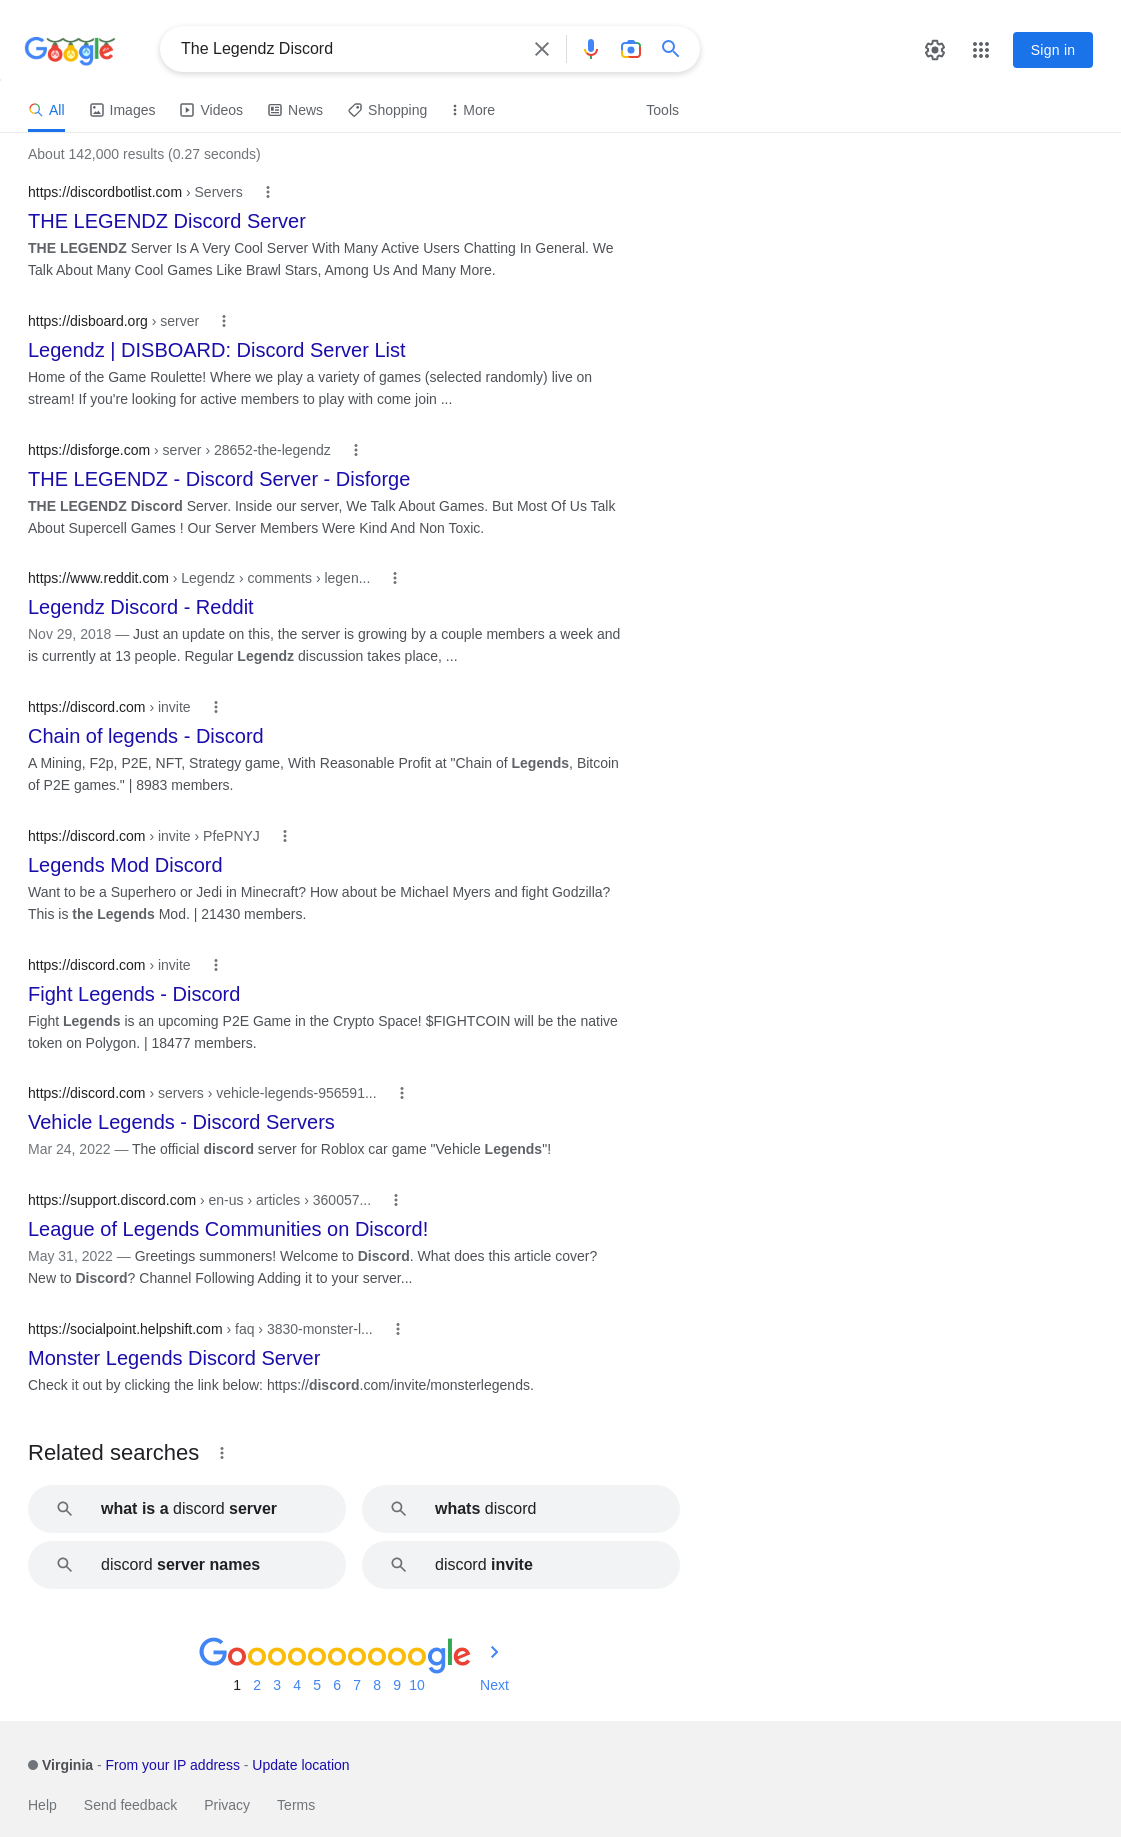 Google
The Legendz Discord
Sign in
All
Images
Videos
News
Shopping
More
Tools
About 142,000 results (0.27 seconds)
https://discordbotlist.com › Servers
THE LEGENDZ Discord Server
THE LEGENDZ Server Is A Very Cool Server With Many Active Users Chatting In General. We
Talk About Many Cool Games Like Brawl Stars, Among Us And Many More.
https://disboard.org › server
Legendz | DISBOARD: Discord Server List
Home of the Game Roulette! Where we play a variety of games (selected randomly) live on
stream! If you're looking for active members to play with come join ...
https://disforge.com › server › 28652-the-legendz
THE LEGENDZ - Discord Server - Disforge
THE LEGENDZ Discord Server. Inside our server, We Talk About Games. But Most Of Us Talk
About Supercell Games ! Our Server Members Were Kind And Non Toxic.
https://www.reddit.com › Legendz › comments › legen...
Legendz Discord - Reddit
Nov 29, 2018 — Just an update on this, the server is growing by a couple members a week and
is currently at 13 people. Regular Legendz discussion takes place, ...
https://discord.com › invite
Chain of legends - Discord
A Mining, F2p, P2E, NFT, Strategy game, With Reasonable Profit at "Chain of Legends, Bitcoin
of P2E games." | 8983 members.
https://discord.com › invite › PfePNYJ
Legends Mod Discord
Want to be a Superhero or Jedi in Minecraft? How about be Michael Myers and fight Godzilla?
This is the Legends Mod. | 21430 members.
https://discord.com › invite
Fight Legends - Discord
Fight Legends is an upcoming P2E Game in the Crypto Space! $FIGHTCOIN will be the native
token on Polygon. | 18477 members.
https://discord.com › servers › vehicle-legends-956591...
Vehicle Legends - Discord Servers
Mar 24, 2022 — The official discord server for Roblox car game "Vehicle Legends"!
https://support.discord.com › en-us › articles › 360057...
League of Legends Communities on Discord!
May 31, 2022 — Greetings summoners! Welcome to Discord. What does this article cover?
New to Discord? Channel Following Adding it to your server...
https://socialpoint.helpshift.com › faq › 3830-monster-l...
Monster Legends Discord Server
Check it out by clicking the link below: https://discord.com/invite/monsterlegends.
Related searches
what is a discord server
whats discord
discord server names
discord invite
Goooooooooogle
1 2 3 4 5 6 7 8 9 10 Next
Virginia - From your IP address - Update location
Help Send feedback Privacy Terms